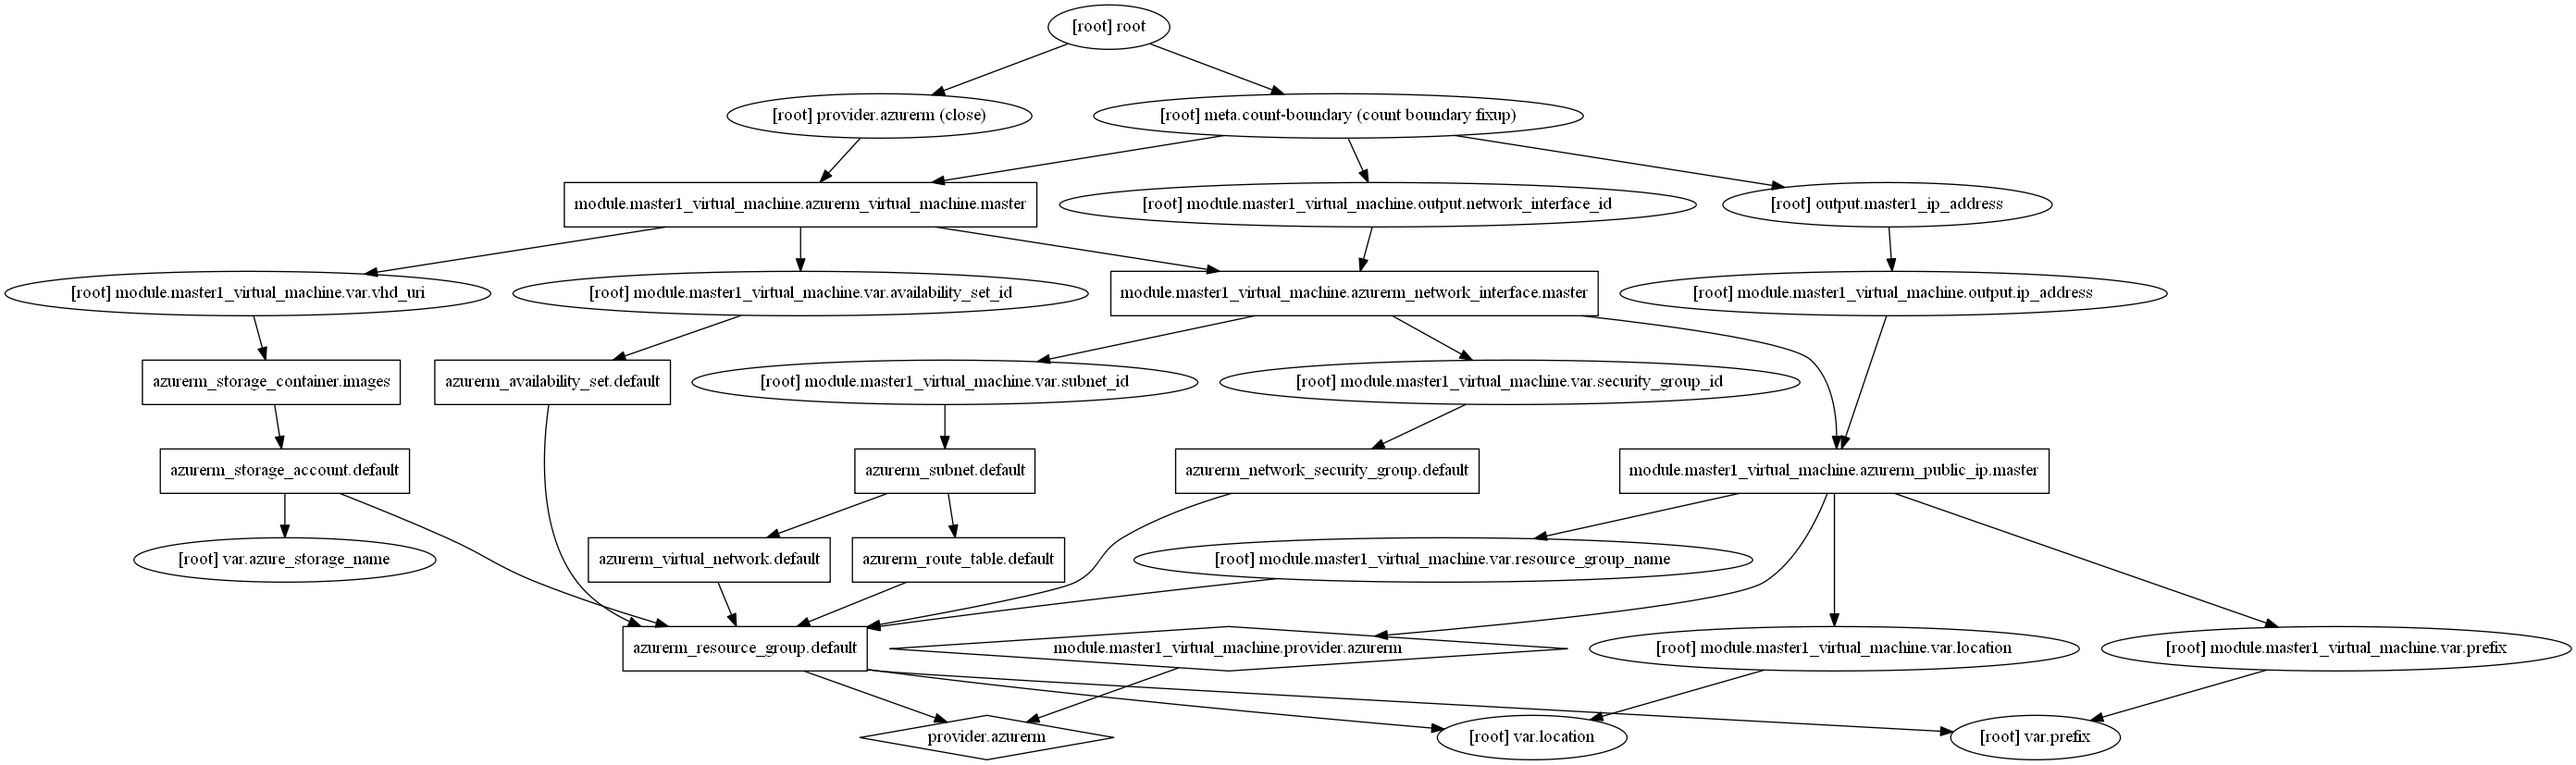 [root] root
[root] provider.azurerm (close)
[root] meta.count-boundary (count boundary fixup)
module.master1_virtual_machine.azurerm_virtual_machine.master
[root] module.master1_virtual_machine.output.network_interface_id
[root] output.master1_ip_address
[root] module.master1_virtual_machine.var.vhd_uri
[root] module.master1_virtual_machine.var.availability_set_id
module.master1_virtual_machine.azurerm_network_interface.master
[root] module.master1_virtual_machine.output.ip_address
azurerm_storage_container.images
azurerm_availability_set.default
[root] module.master1_virtual_machine.var.subnet_id
[root] module.master1_virtual_machine.var.security_group_id
azurerm_storage_account.default
azurerm_subnet.default
azurerm_network_security_group.default
module.master1_virtual_machine.azurerm_public_ip.master
[root] var.azure_storage_name
azurerm_virtual_network.default
azurerm_route_table.default
[root] module.master1_virtual_machine.var.resource_group_name
azurerm_resource_group.default
module.master1_virtual_machine.provider.azurerm
[root] module.master1_virtual_machine.var.location
[root] module.master1_virtual_machine.var.prefix
provider.azurerm
[root] var.location
[root] var.prefix